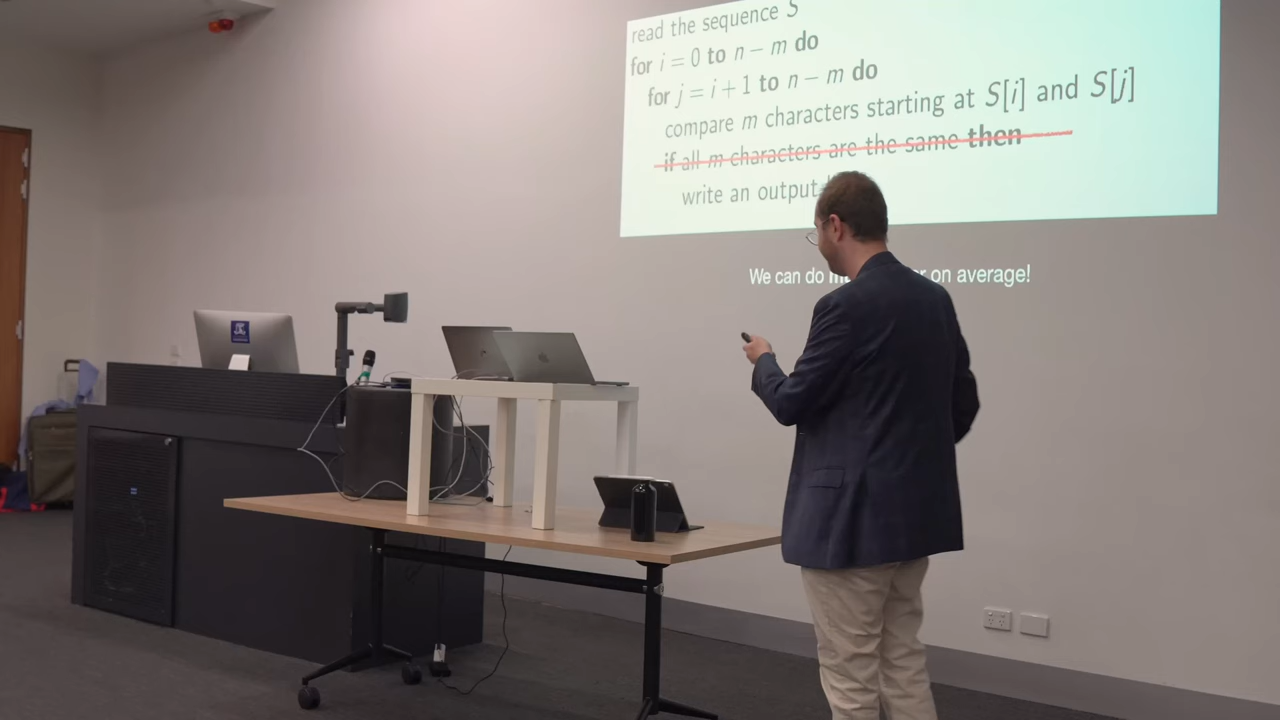 read the sequence S
for i = 0 to n − m do
for j = i + 1 to n − m do
compare m characters starting at S[i] and S[j]
if all m characters are the same then
write an output
We can do on average!